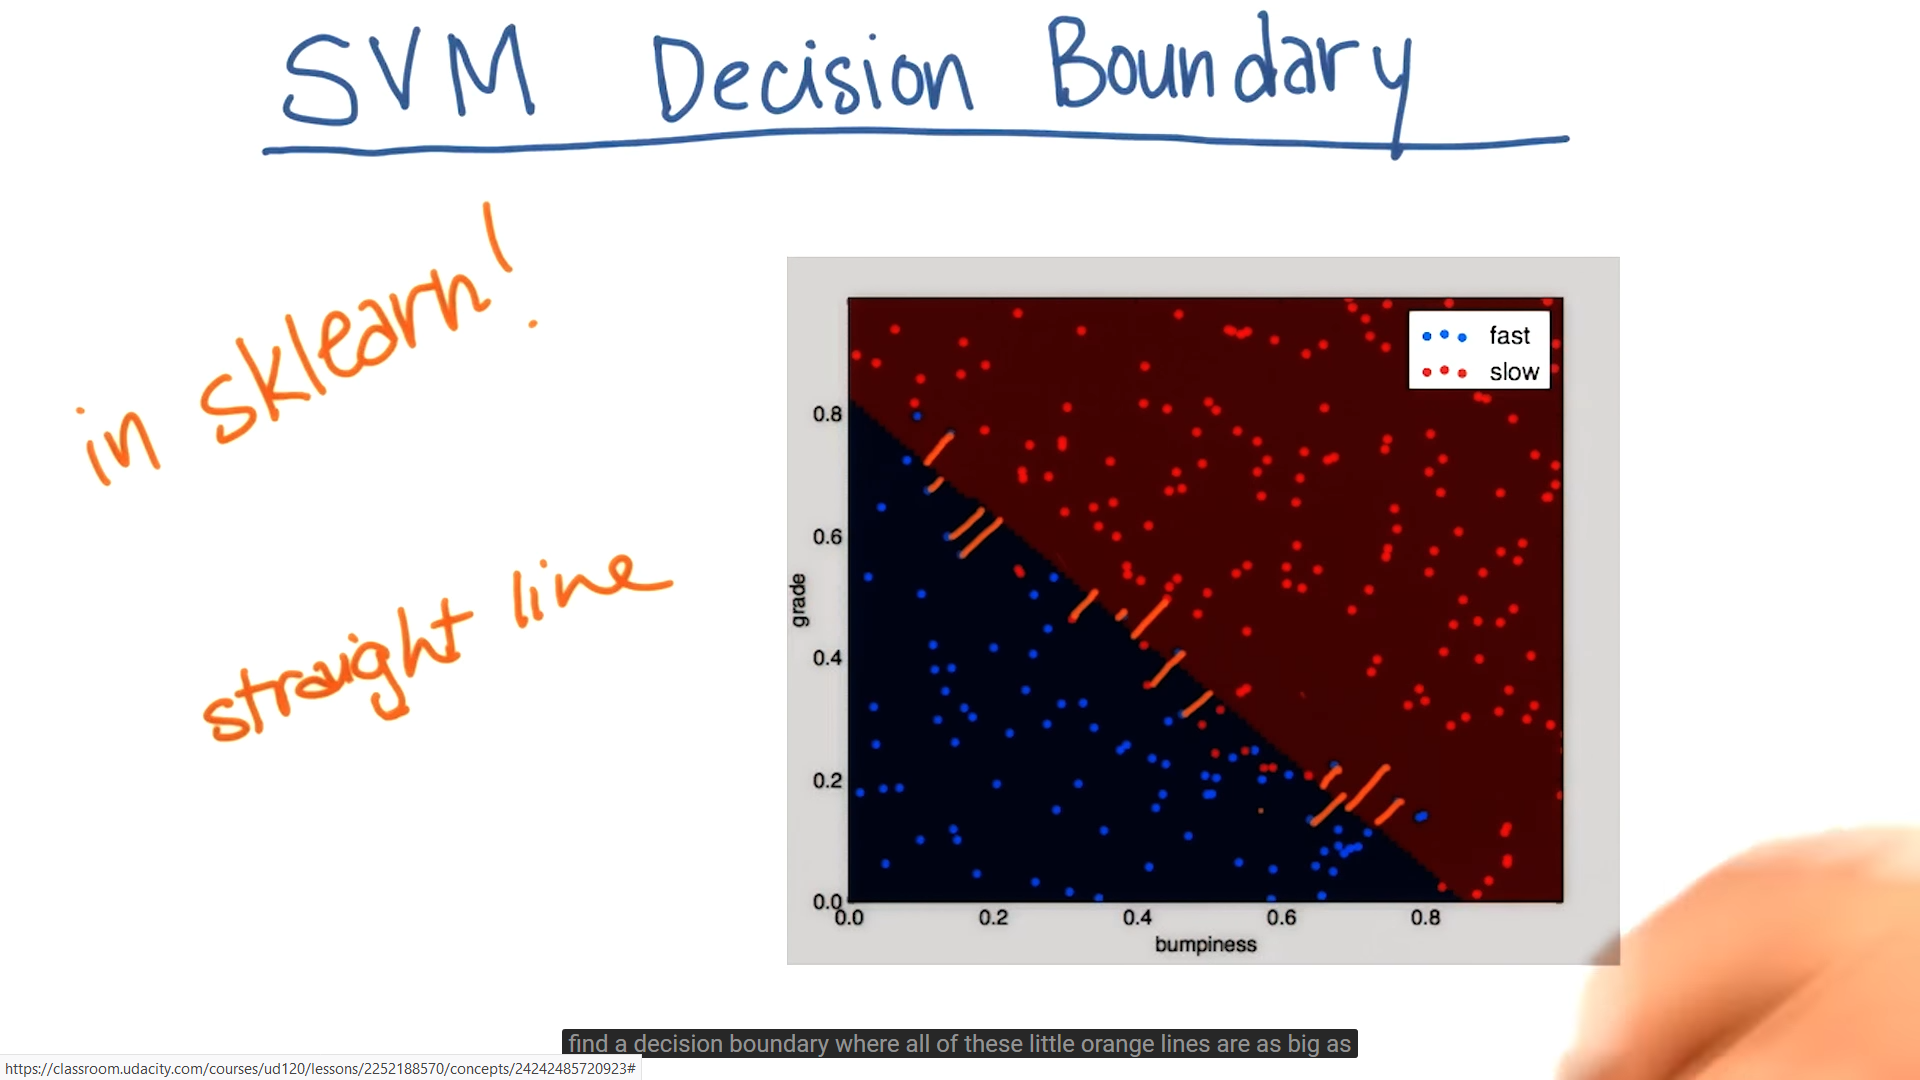 SVM Decision Boundary
in sklearn!
straight line
fast
slow
0.8
0.6
grade
0.4
0.2
0.0
0.0 0.2 0.4 0.6 0.8
bumpiness
find a decision boundary where all of these little orange lines are as big as
https://classroom.udacity.com/courses/ud120/lessons/2252188570/concepts/24242485720923#